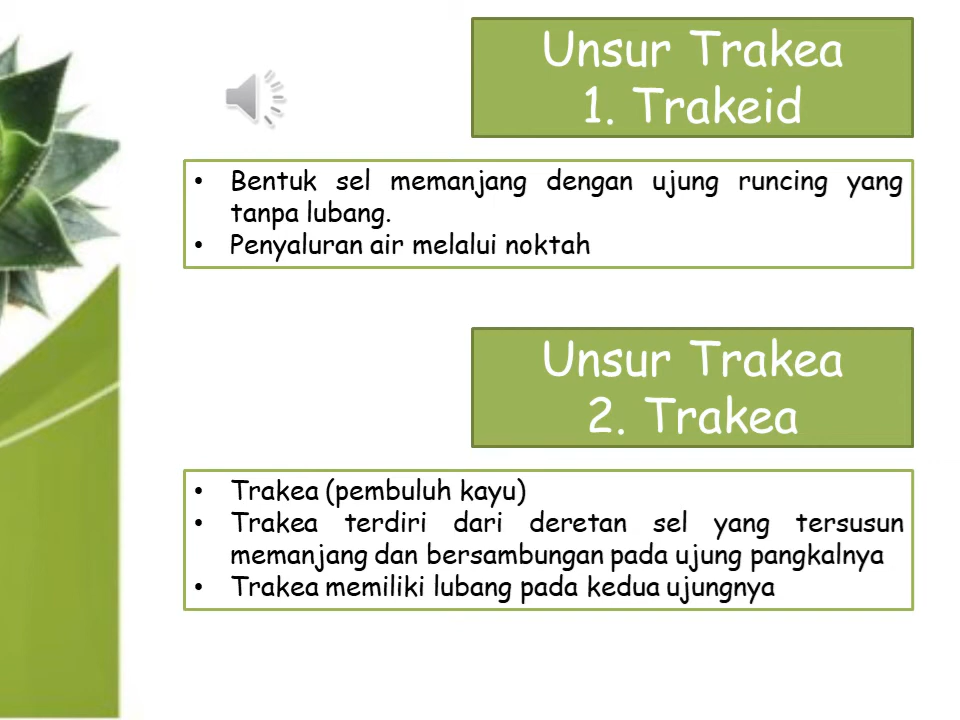 Unsur Trakea
1. Trakeid
• Bentuk sel memanjang dengan ujung runcing yang
tanpa lubang.
• Penyaluran air melalui noktah
Unsur Trakea
2. Trakea
• Trakea (pembuluh kayu)
• Trakea terdiri dari deretan sel yang tersusun
memanjang dan bersambungan pada ujung pangkalnya
• Trakea memiliki lubang pada kedua ujungnya